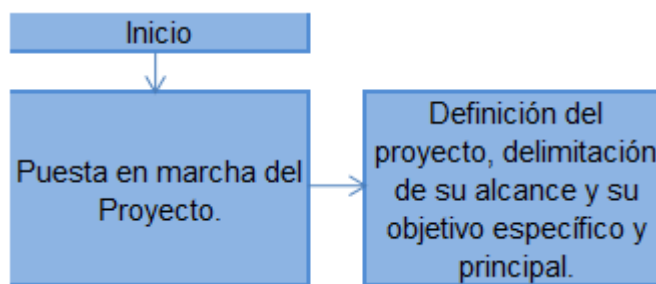 Inicio
Puesta en marcha del
Proyecto.
Definición del
proyecto, delimitación
de su alcance y su
objetivo específico y
principal.